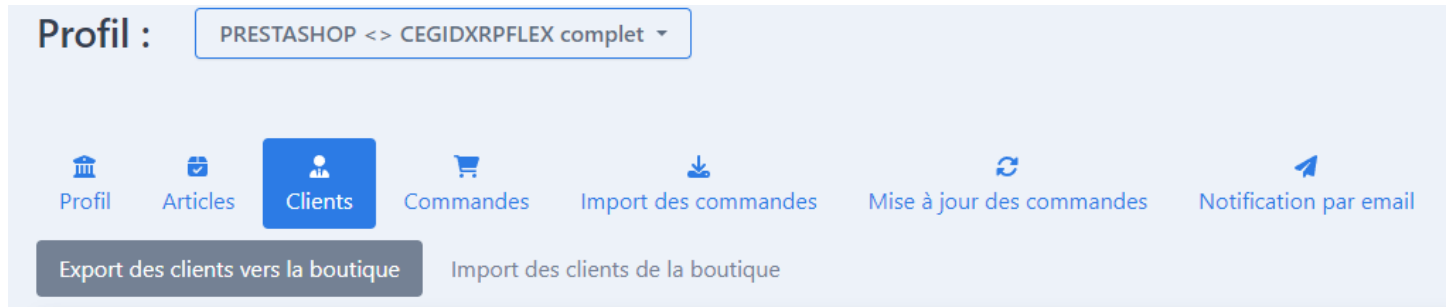 Profil : PRESTASHOP <> CEGIDXRPFLEX complet
Profil Articles Clients Commandes Import des commandes Mise à jour des commandes Notification par email
Export des clients vers la boutique Import des clients de la boutique